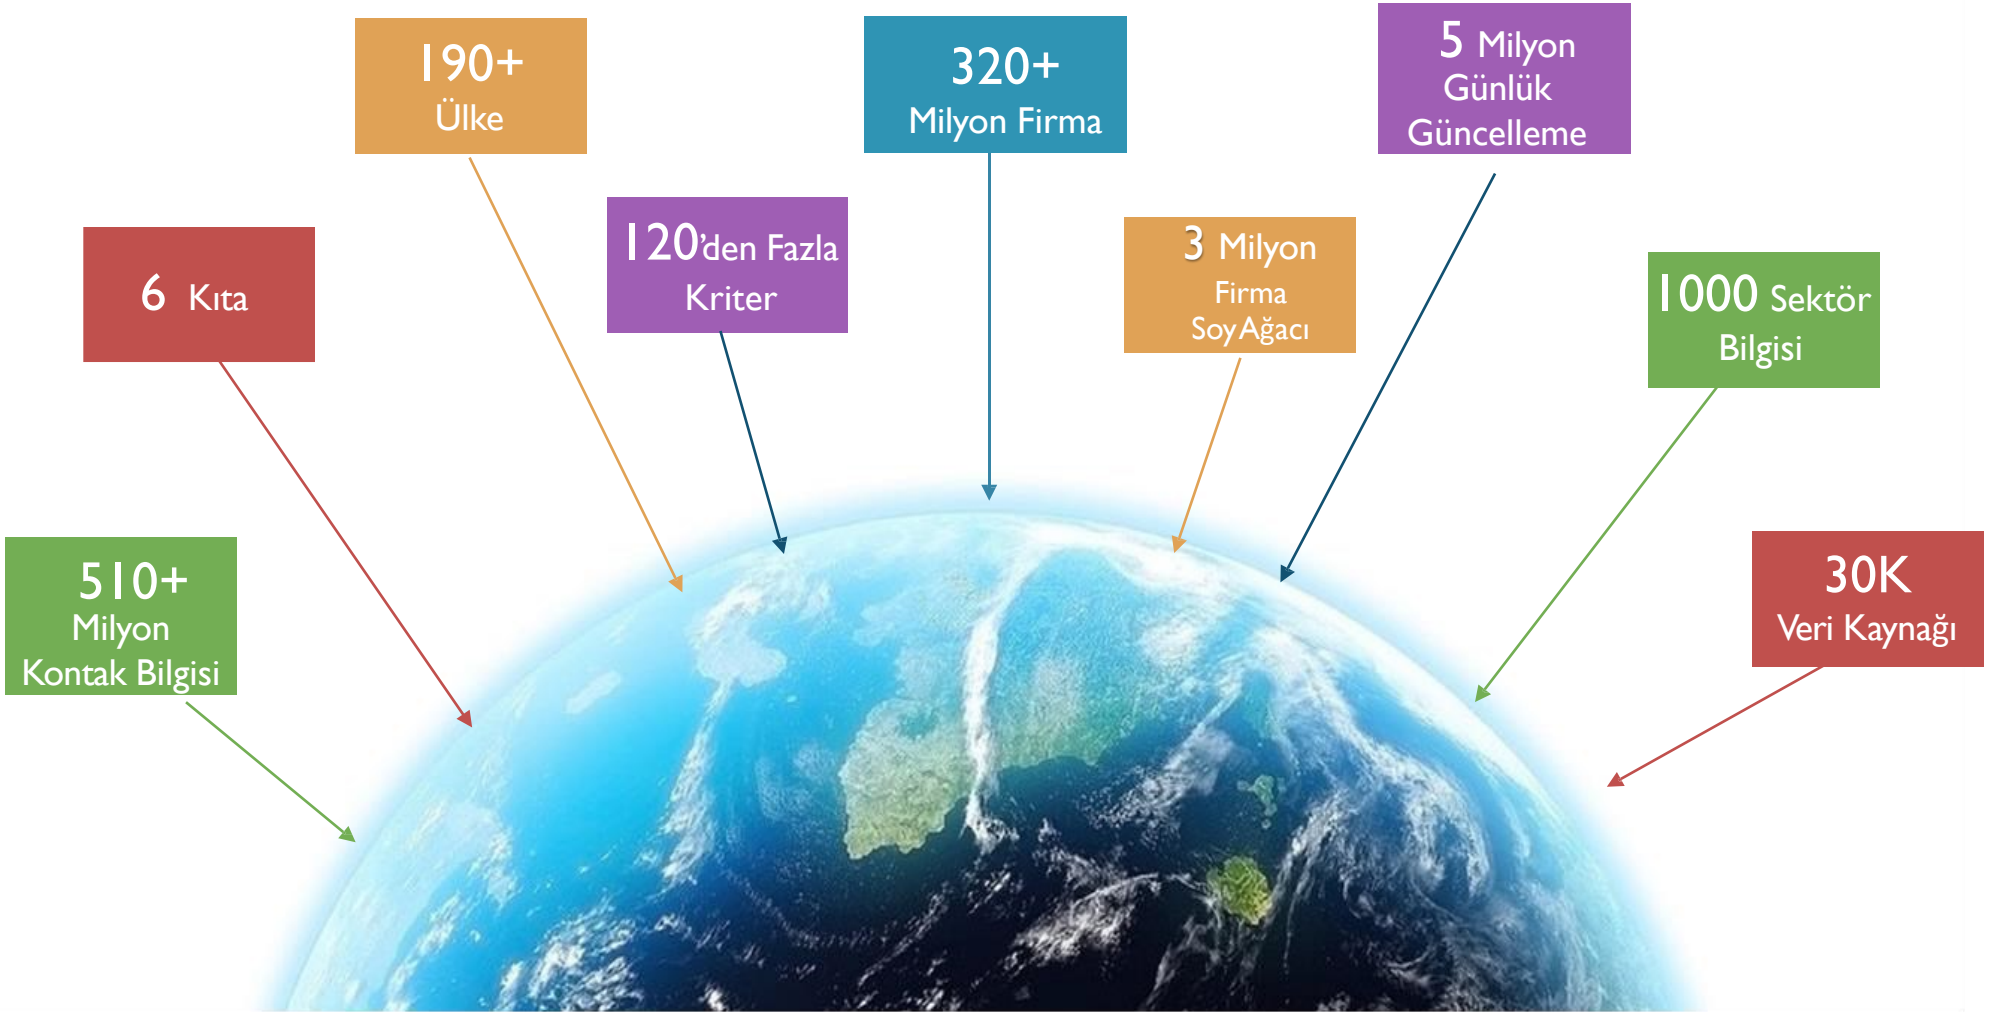 190+
Ülke
320+
Milyon Firma
5 Milyon
Günlük
Güncelleme
120'den Fazla
Kriter
3 Milyon
Firma
Soy Ağacı
6 Kıta
1000 Sektör
Bilgisi
510+
Milyon
Kontak Bilgisi
30K
Veri Kaynağı